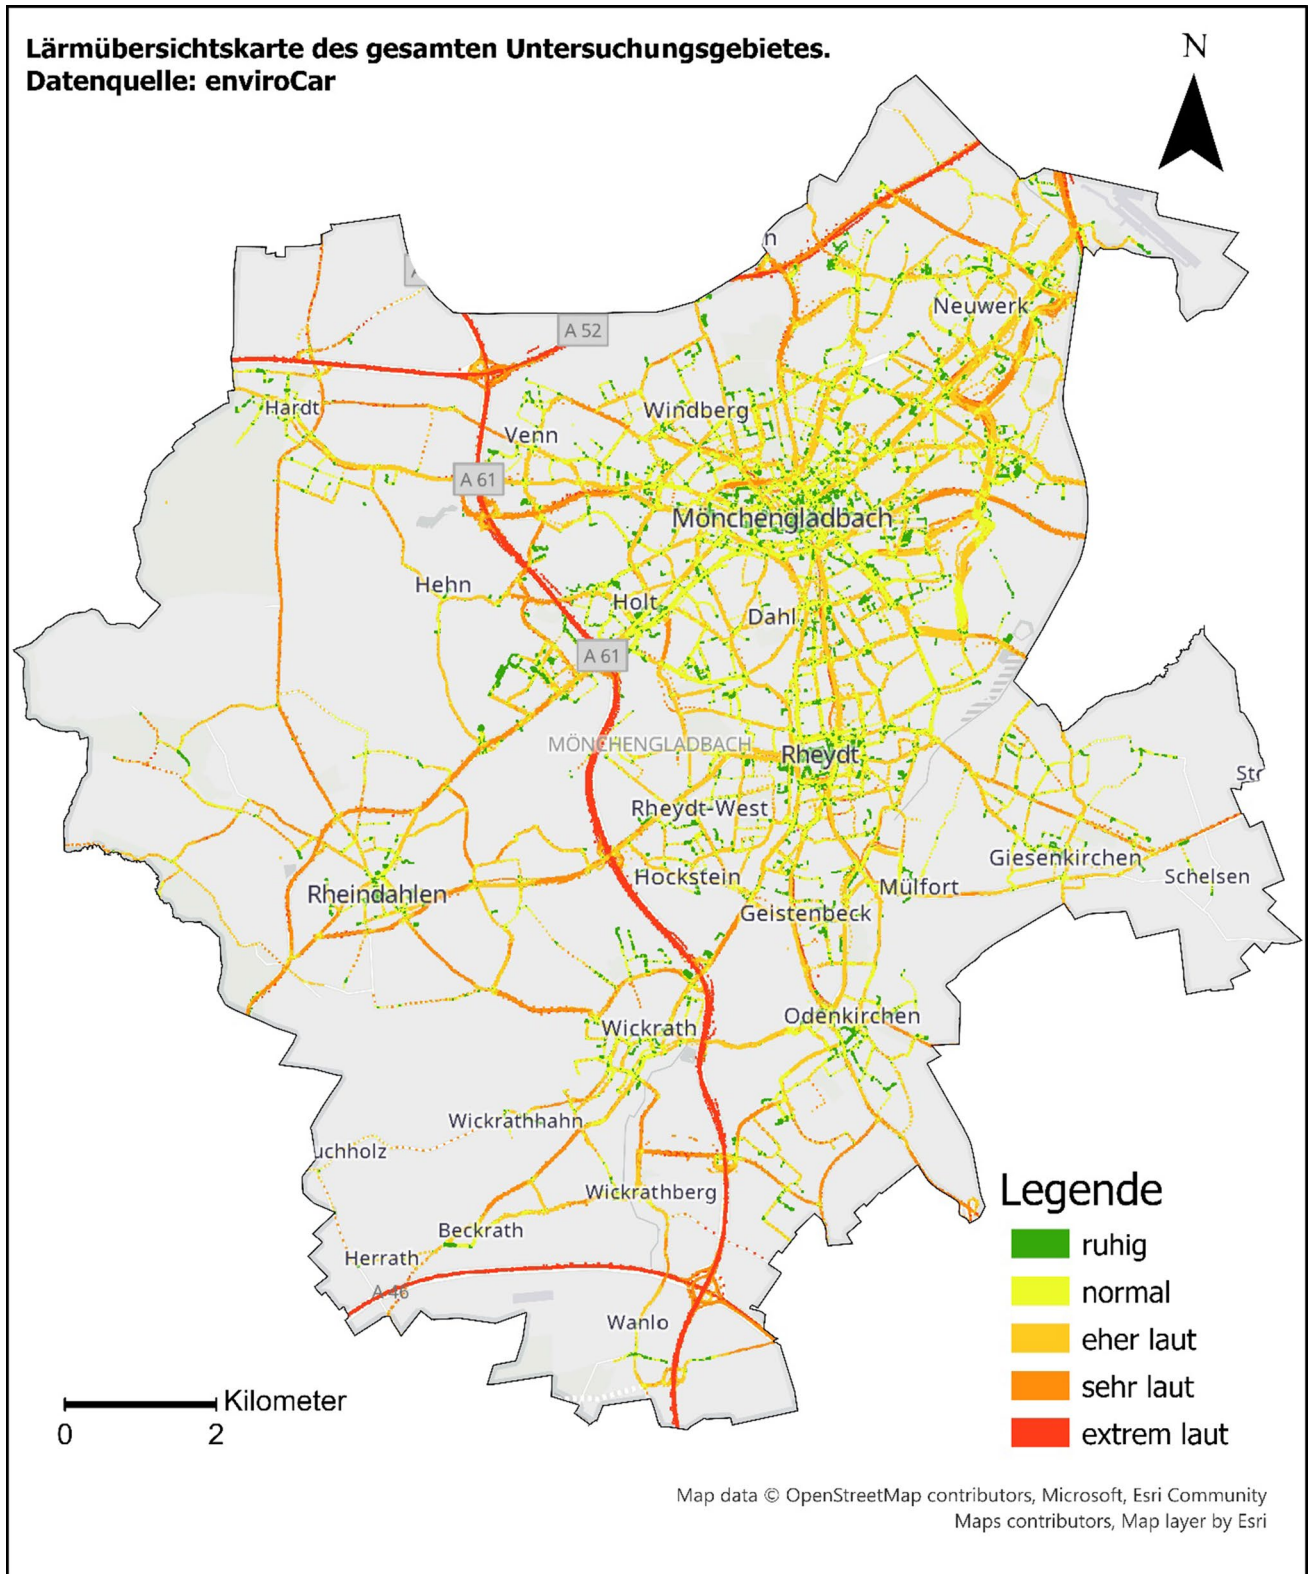 Lärmübersichtskarte des gesamten Untersuchungsgebietes.
Datenquelle: enviroCar
N
n
A
A 52
Neuwerk
Hardt
Windberg
Venn
A 61
Mönchengladbach
Hehn
Holt
Dahl
A 61
MÖNCHENGLADBACH
Rheydt
Str
Rheydt-West
Giesenkirchen
Hockstein
Schelsen
Mülfort
Rheindahlen
Geistenbeck
Odenkirchen
Wickrath
Wickrathhahn
uchholz
Wickrathberg
Beckrath
Herrath
A 46
Wanlo
Legende
ruhig
normal
eher laut
sehr laut
extrem laut
Kilometer
0 2
Map data © OpenStreetMap contributors, Microsoft, Esri Community
Maps contributors, Map layer by Esri